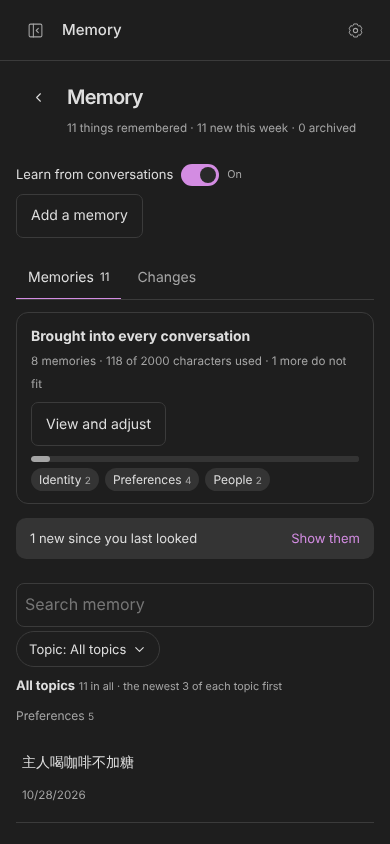 Memory
Memory
11 things remembered · 11 new this week · 0 archived
Learn from conversations On
Add a memory
Memories 11 Changes
Brought into every conversation
8 memories · 118 of 2000 characters used · 1 more do not
fit
View and adjust
Identity 2 Preferences 4 People 2
1 new since you last looked Show them
Search memory
Topic: All topics
All topics 11 in all · the newest 3 of each topic first
Preferences 5
主人喝咖啡不加糖
10/28/2026